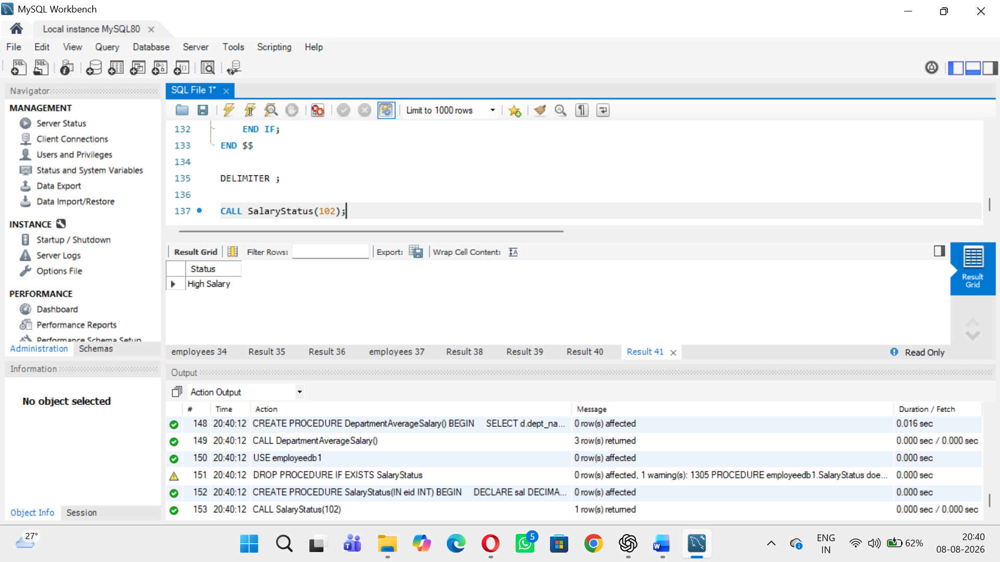 MySQL Workbench
Local instance MySQL80
File Edit View Query Database Server Tools Scripting Help
Navigator
MANAGEMENT
Server Status
Client Connections
Users and Privileges
Status and System Variables
Data Export
Data Import/Restore
INSTANCE
Startup / Shutdown
Server Logs
Options File
PERFORMANCE
Dashboard
Performance Reports
Performance Schema Setup
Administration Schemas
Information
No object selected
Object Info Session
SQL File 1*
Limit to 1000 rows
132 END IF;
133 END $$
134
135 DELIMITER ;
136
137 CALL SalaryStatus(102);
Result Grid Filter Rows: Export: Wrap Cell Content:
Status
High Salary
Result Grid
employees 34 Result 35 Result 36 employees 37 Result 38 Result 39 Result 40 Result 41 Read Only
Output
Action Output
# Time Action Message Duration / Fetch
148 20:40:12 CREATE PROCEDURE DepartmentAverageSalary() BEGIN SELECT d.dept_na... 0 row(s) affected 0.016 sec
149 20:40:12 CALL DepartmentAverageSalary() 3 row(s) returned 0.000 sec / 0.000 sec
150 20:40:12 USE employeedb1 0 row(s) affected 0.000 sec
151 20:40:12 DROP PROCEDURE IF EXISTS SalaryStatus 0 row(s) affected, 1 warning(s): 1305 PROCEDURE employeedb1.SalaryStatus doe... 0.000 sec
152 20:40:12 CREATE PROCEDURE SalaryStatus(IN eid INT) BEGIN DECLARE sal DECIMA... 0 row(s) affected 0.000 sec
153 20:40:12 CALL SalaryStatus(102) 1 row(s) returned 0.000 sec / 0.000 sec
27°
5
ENG
IN
62%
20:40
08-08-2026